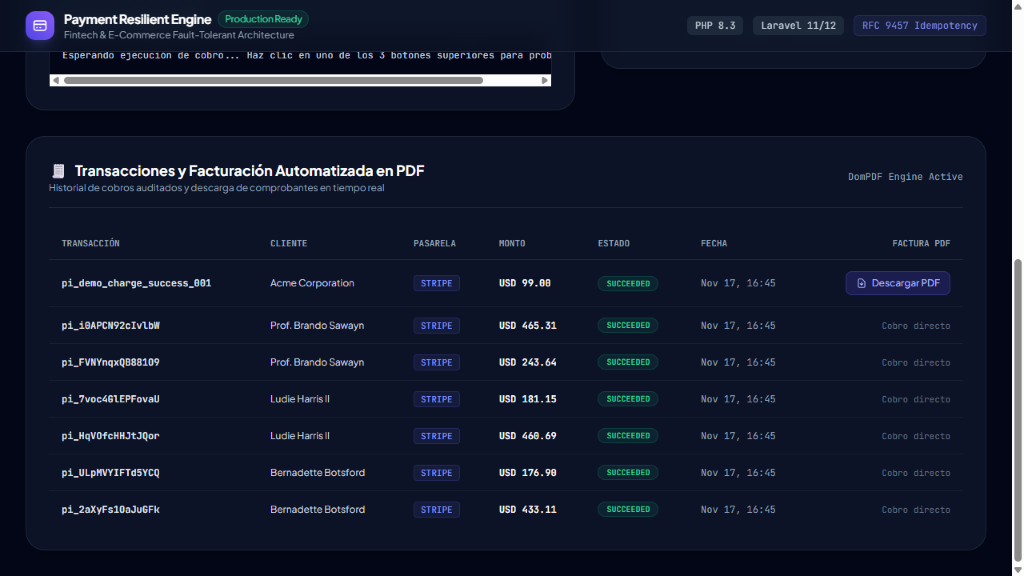 Payment Resilient Engine Production Ready
Fintech & E-Commerce Fault-Tolerant Architecture
PHP 8.3 Laravel 11/12 RFC 9457 Idempotency
Esperando ejecución de cobro... Haz clic en uno de los 3 botones superiores para prob
Transacciones y Facturación Automatizada en PDF
Historial de cobros auditados y descarga de comprobantes en tiempo real
DomPDF Engine Active
TRANSACCIÓN CLIENTE PASARELA MONTO ESTADO FECHA FACTURA PDF
pi_demo_charge_success_001 Acme Corporation STRIPE USD 99.00 SUCCEEDED Nov 17, 16:45 Descargar PDF
pi_i0APCN92cIvlbW Prof. Brando Sawayn STRIPE USD 465.31 SUCCEEDED Nov 17, 16:45 Cobro directo
pi_FVNYnqxQB88109 Prof. Brando Sawayn STRIPE USD 243.64 SUCCEEDED Nov 17, 16:45 Cobro directo
pi_7voc4GlEPFovaU Ludie Harris II STRIPE USD 181.15 SUCCEEDED Nov 17, 16:45 Cobro directo
pi_HqVOfcHHJtJQor Ludie Harris II STRIPE USD 460.69 SUCCEEDED Nov 17, 16:45 Cobro directo
pi_ULpMVYIFTd5YCQ Bernadette Botsford STRIPE USD 176.90 SUCCEEDED Nov 17, 16:45 Cobro directo
pi_2aXyFs1OaJuGFk Bernadette Botsford STRIPE USD 433.11 SUCCEEDED Nov 17, 16:45 Cobro directo